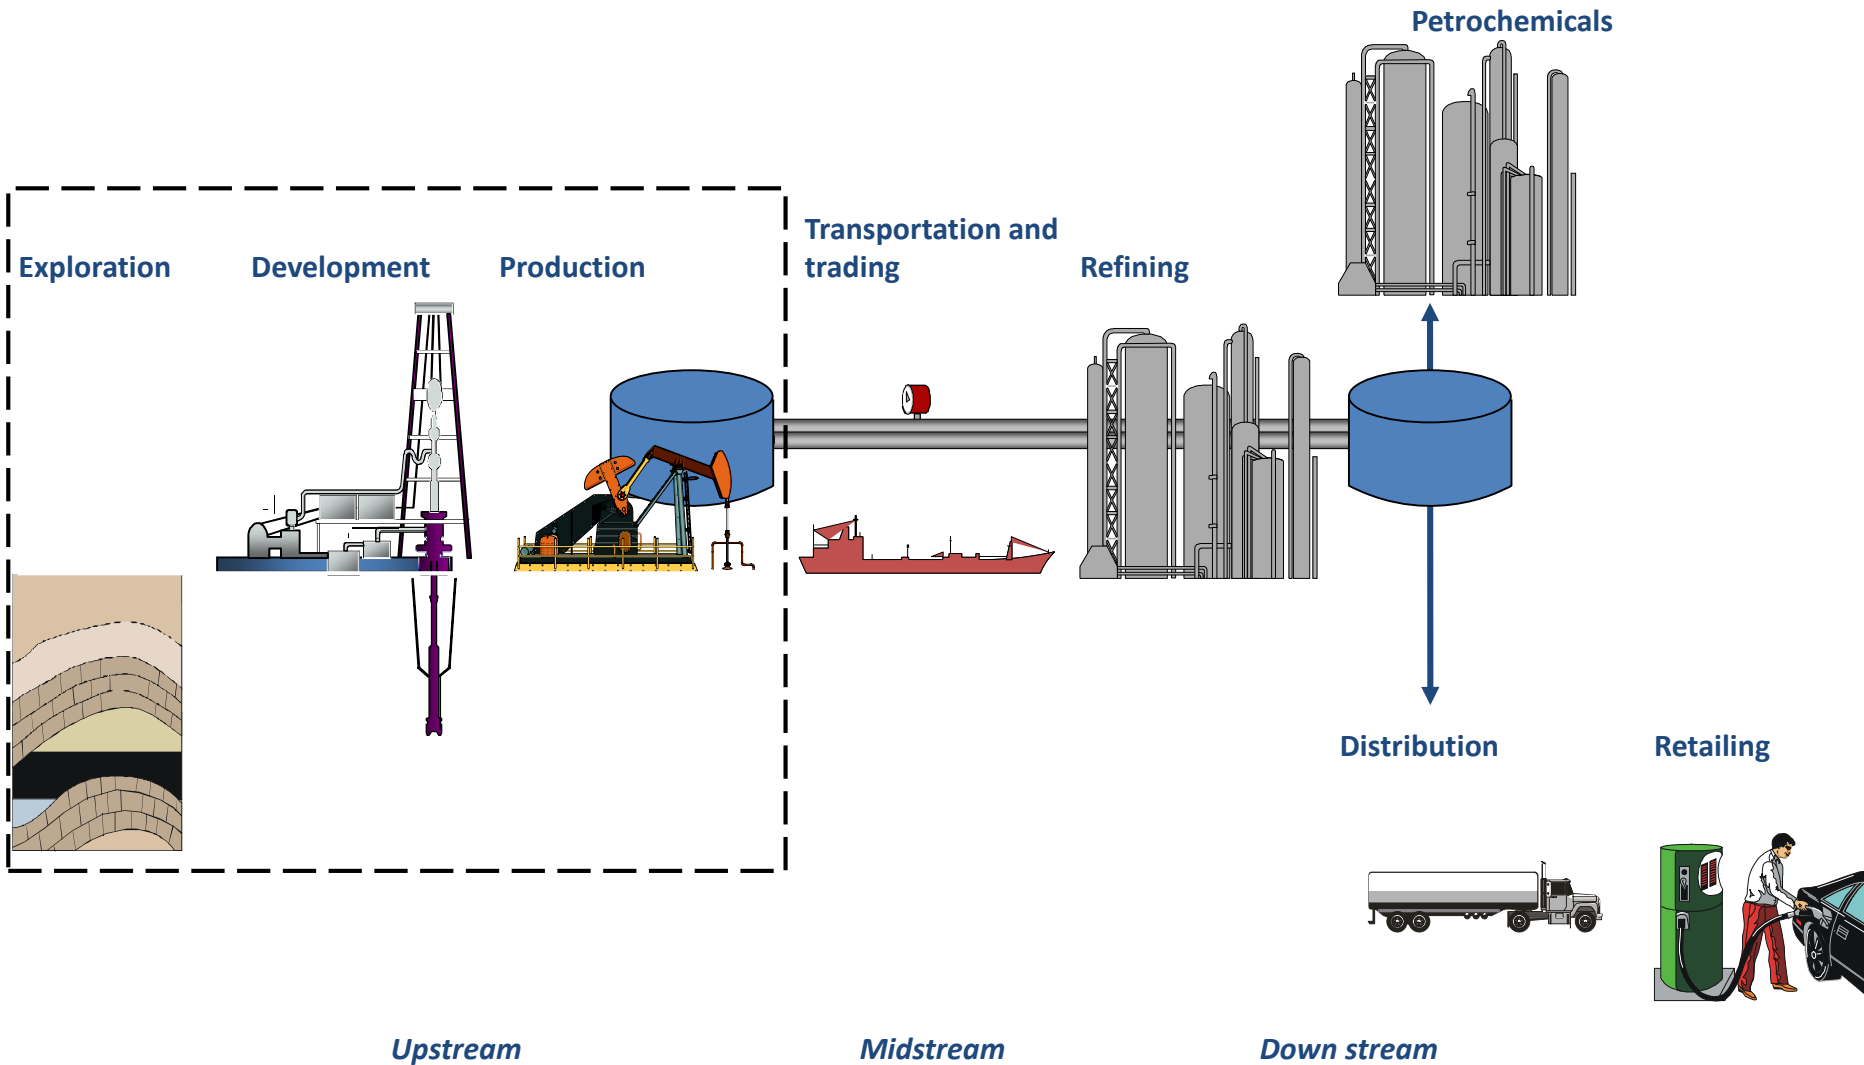 Petrochemicals
Transportation and
trading
Exploration
Development
Production
Refining
Distribution
Retailing
Upstream
Midstream
Down stream